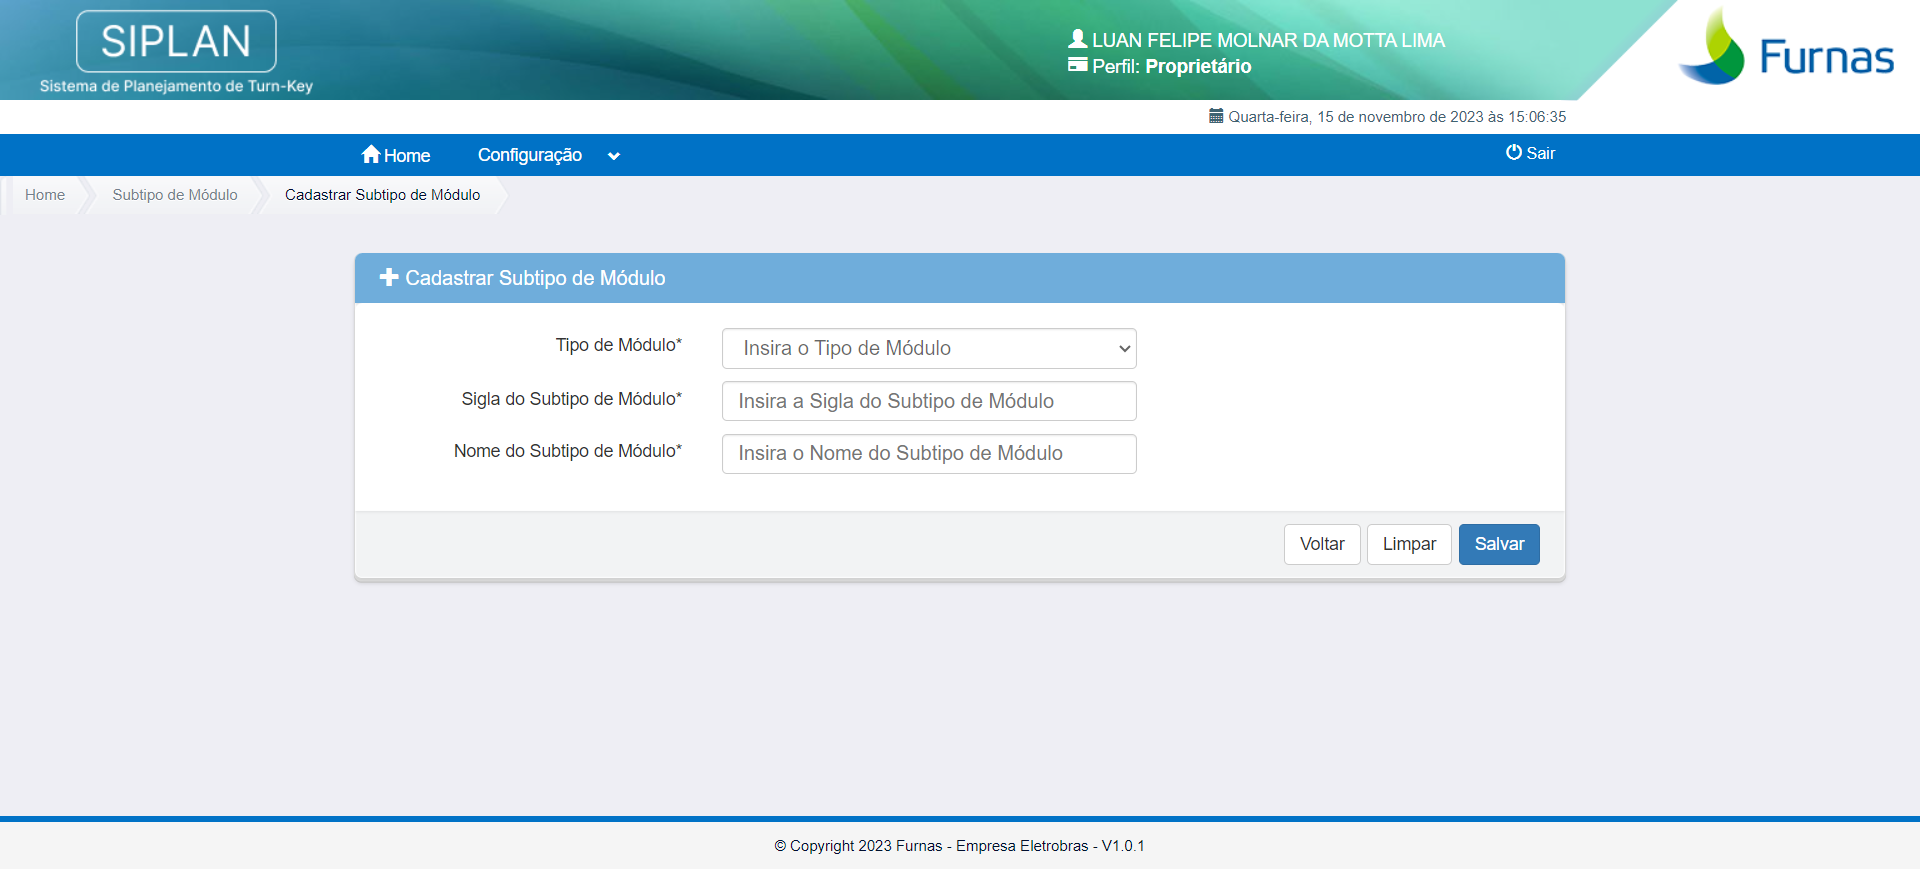 SIPLAN
Sistema de Planejamento de Turn-Key
LUAN FELIPE MOLNAR DA MOTTA LIMA
Perfil: Proprietário
Furnas
Quarta-feira, 15 de novembro de 2023 às 15:06:35
Home Configuração Sair
Home Subtipo de Módulo Cadastrar Subtipo de Módulo
Cadastrar Subtipo de Módulo
Tipo de Módulo* Insira o Tipo de Módulo
Sigla do Subtipo de Módulo* Insira a Sigla do Subtipo de Módulo
Nome do Subtipo de Módulo* Insira o Nome do Subtipo de Módulo
Voltar Limpar Salvar
© Copyright 2023 Furnas - Empresa Eletrobras - V1.0.1